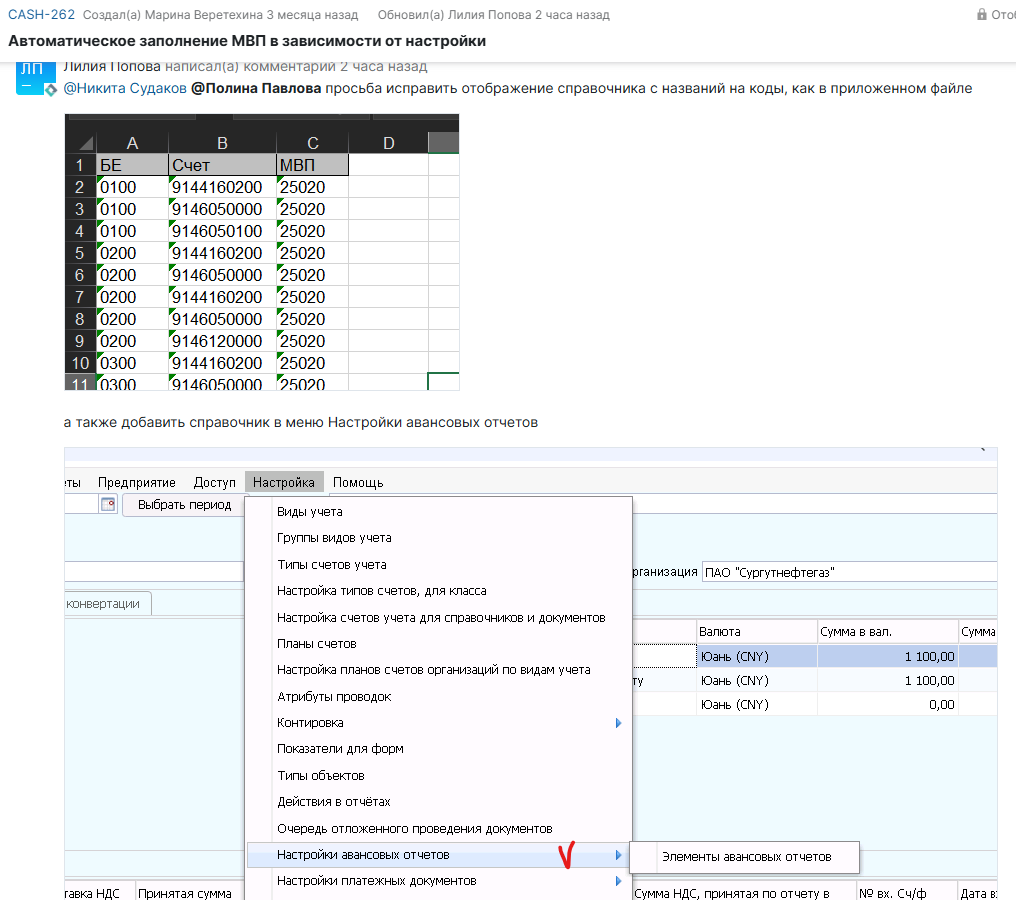 CASH-262 Создал(а) Марина Веретехина 3 месяца назад Обновил(а) Лилия Попова 2 часа назад
Автоматическое заполнение МВП в зависимости от настройки
ЛП Лилия Попова написал(а) комментарий 2 часа назад
@Никита Судаков @Полина Павлова просьба исправить отображение справочника с названий на коды, как в приложенном файле
A B C D
1 БЕ Счет МВП
2 0100 9144160200 25020
3 0100 9146050000 25020
4 0100 9146050100 25020
5 0200 9144160200 25020
6 0200 9146050000 25020
7 0200 9144160200 25020
8 0200 9146050000 25020
9 0200 9146120000 25020
10 0300 9144160200 25020
11 0300 9146050000 25020
а также добавить справочник в меню Настройки авансовых отчетов
еты Предприятие Доступ Настройка Помощь
Выбрать период
Виды учета
Группы видов учета
Типы счетов учета
рганизация ПАО "Сургутнефтегаз"
Настройка типов счетов, для класса
конвертации
Настройка счетов учета для справочников и документов
Валюта Сумма в вал. Сумма
Планы счетов
Юань (CNY) 1 100,00
Настройка планов счетов организаций по видам учета
ту Юань (CNY) 1 100,00
Атрибуты проводок
Юань (CNY) 0,00
Контировка
Показатели для форм
Типы объектов
Действия в отчётах
Очередь отложенного проведения документов
Настройки авансовых отчетов
Элементы авансовых отчетов
Настройки платежных документов
тавка НДС Принятая сумма Сумма НДС, принятая по отчету в № вх. Сч/ф Дата